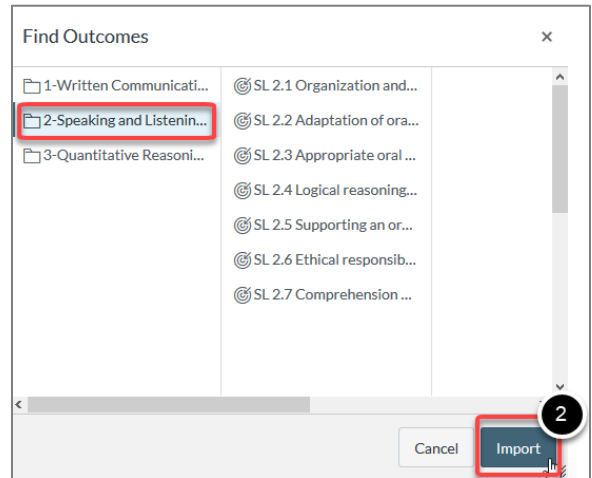 Find Outcomes
×
1-Written Communicati...
2-Speaking and Listenin...
3-Quantitative Reasoni...
SL 2.1 Organization and...
SL 2.2 Adaptation of ora...
SL 2.3 Appropriate oral ...
SL 2.4 Logical reasoning...
SL 2.5 Supporting an or...
SL 2.6 Ethical responsib...
SL 2.7 Comprehension ...
2
Cancel
Import